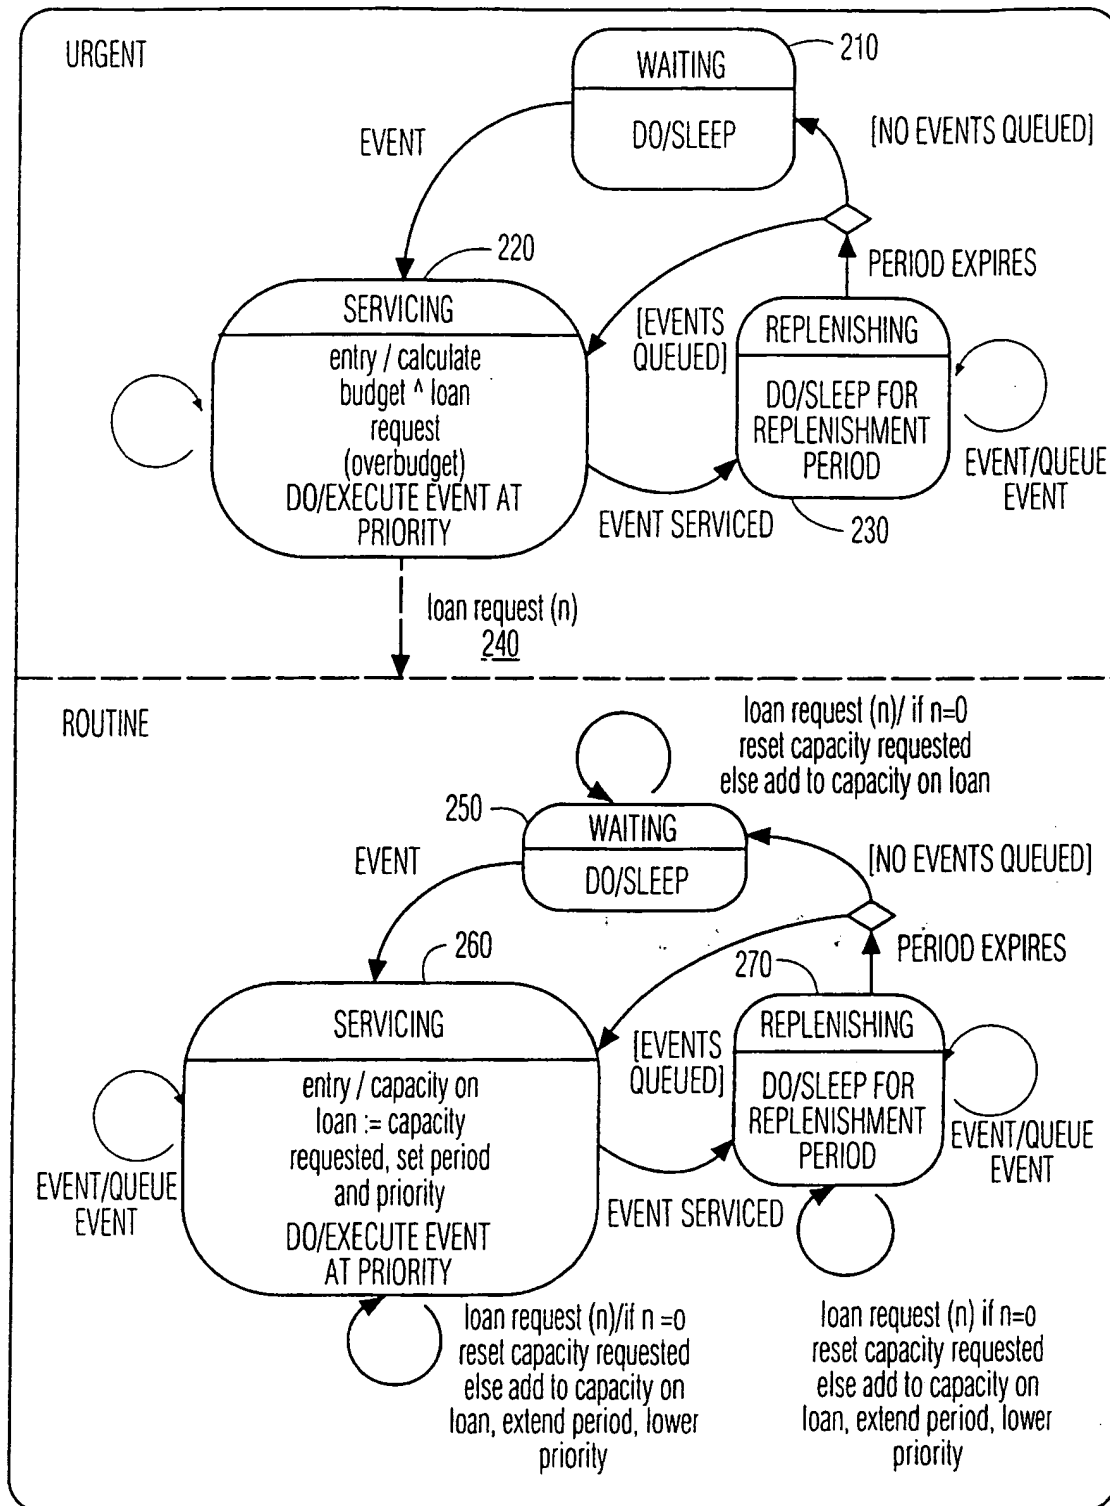 URGENT
210
WAITING
DO/SLEEP
EVENT
[NO EVENTS QUEUED]
220
PERIOD EXPIRES
SERVICING
entry / calculate
budget ^ loan
request
(overbudget)
DO/EXECUTE EVENT AT
PRIORITY
[EVENTS
QUEUED]
REPLENISHING
DO/SLEEP FOR
REPLENISHMENT
PERIOD
EVENT/QUEUE
EVENT
EVENT SERVICED
230
loan request (n)
240
ROUTINE
loan request (n)/ if n=0
reset capacity requested
else add to capacity on loan
250
WAITING
DO/SLEEP
EVENT
[NO EVENTS QUEUED]
260
PERIOD EXPIRES
270
SERVICING
entry / capacity on
loan := capacity
requested, set period
and priority
DO/EXECUTE EVENT
AT PRIORITY
EVENT/QUEUE
EVENT
[EVENTS
QUEUED]
REPLENISHING
DO/SLEEP FOR
REPLENISHMENT
PERIOD
EVENT/QUEUE
EVENT
EVENT SERVICED
loan request (n)/if n =o
reset capacity requested
else add to capacity on
loan, extend period, lower
priority
loan request (n) if n=o
reset capacity requested
else add to capacity on
loan, extend period, lower
priority